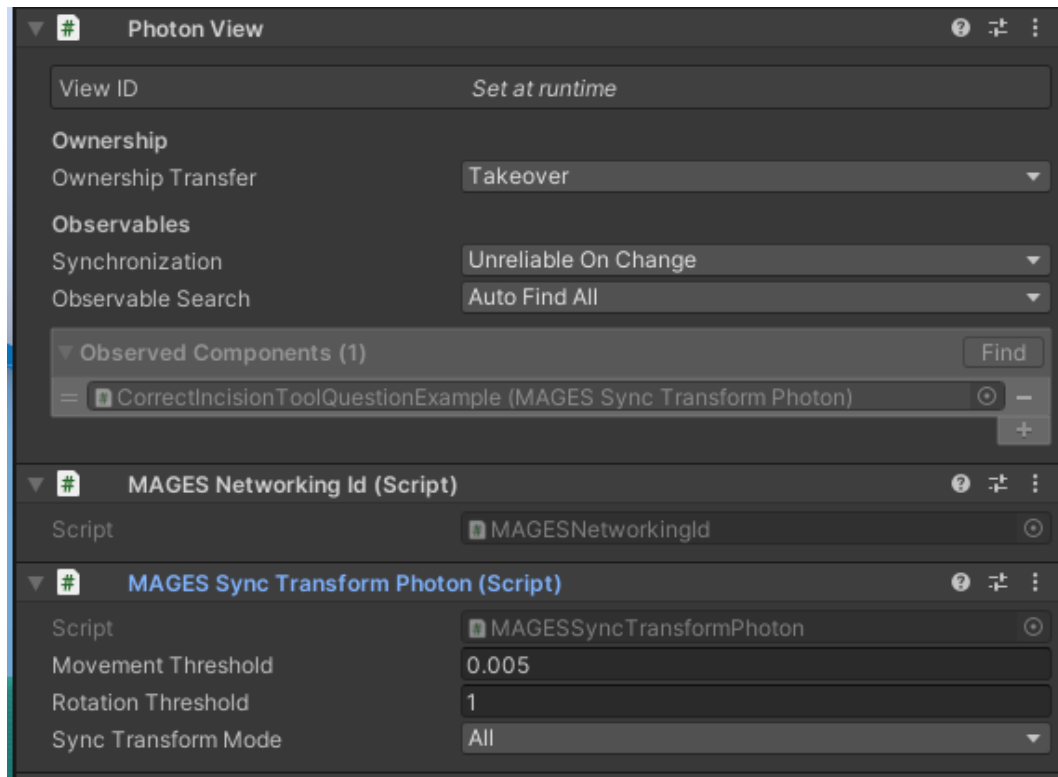 # Photon View
View ID Set at runtime
Ownership
Ownership Transfer Takeover
Observables
Synchronization Unreliable On Change
Observable Search Auto Find All
Observed Components (1) Find
# CorrectIncisionToolQuestionExample (MAGES Sync Transform Photon)
# MAGES Networking Id (Script)
Script # MAGESNetworkingId
# MAGES Sync Transform Photon (Script)
Script # MAGESSyncTransformPhoton
Movement Threshold 0.005
Rotation Threshold 1
Sync Transform Mode All